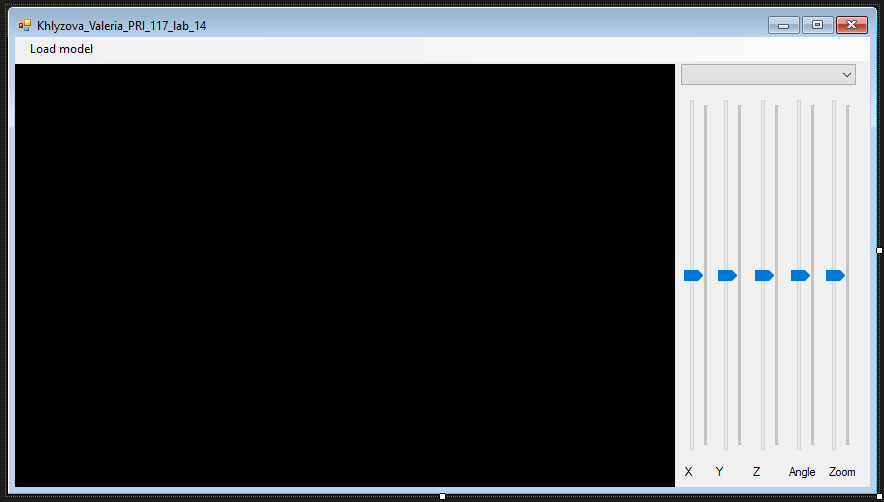 Khlyzova_Valeria_PRI_117_lab_14
Load model
X Y Z Angle Zoom